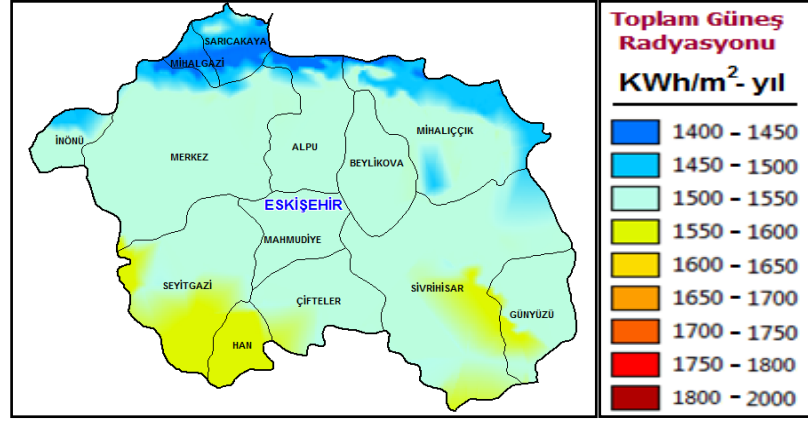 SARICAKAYA
MİHALGAZİ
İNÖNÜ
MERKEZ
ALPU
BEYLİKOVA
MİHALIÇÇIK
ESKİŞEHİR
MAHMUDİYE
SEYİTGAZİ
ÇİFTELER
SİVRİHİSAR
GÜNYÜZÜ
HAN
Toplam Güneş
Radyasyonu
KWh/m²- yıl
1400 - 1450
1450 - 1500
1500 - 1550
1550 - 1600
1600 - 1650
1650 - 1700
1700 - 1750
1750 - 1800
1800 - 2000